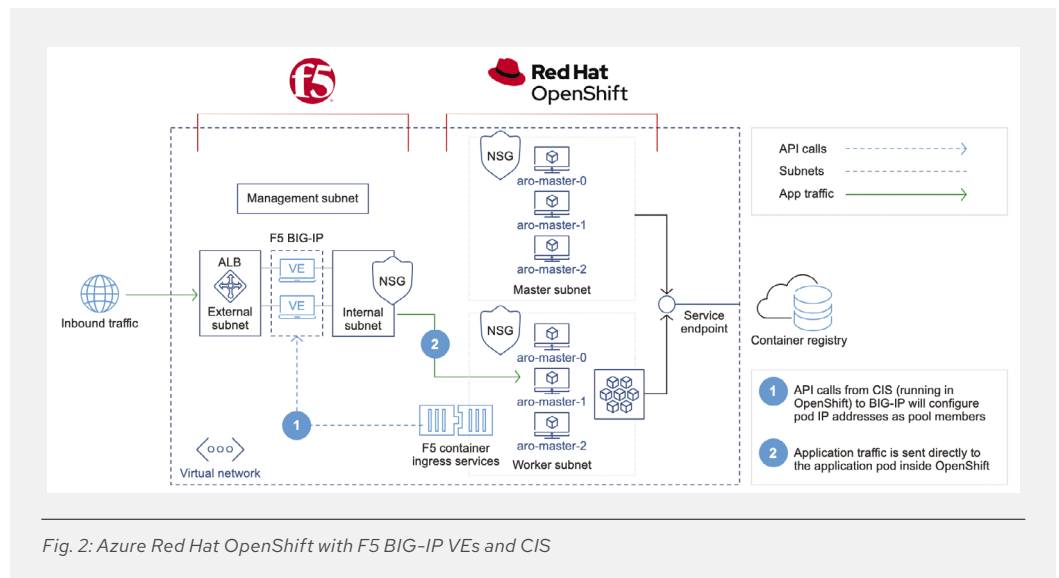 f5
Red Hat
OpenShift
NSG
aro-master-0
aro-master-1
aro-master-2
Master subnet
API calls
Subnets
App traffic
Management subnet
F5 BIG-IP
ALB
External
subnet
VE
VE
NSG
Internal
subnet
Inbound traffic
2
NSG
aro-master-0
aro-master-1
aro-master-2
Worker subnet
Service
endpoint
Container registry
1
F5 container
ingress services
Virtual network
1
API calls from CIS (running in
OpenShift) to BIG-IP will configure
pod IP addresses as pool members
2
Application traffic is sent directly to
the application pod inside OpenShift
Fig. 2: Azure Red Hat OpenShift with F5 BIG-IP VEs and CIS